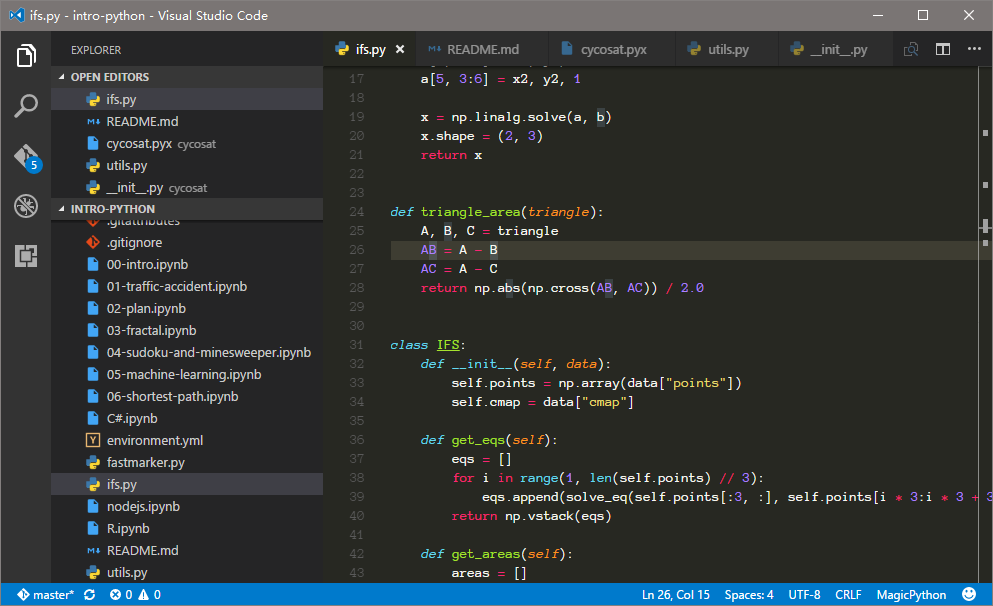 ifs.py - intro-python - Visual Studio Code
EXPLORER
OPEN EDITORS
ifs.py
README.md
cycosat.pyx cycosat
utils.py
__init__.py cycosat
INTRO-PYTHON
.gitattributes
.gitignore
00-intro.ipynb
01-traffic-accident.ipynb
02-plan.ipynb
03-fractal.ipynb
04-sudoku-and-minesweeper.ipynb
05-machine-learning.ipynb
06-shortest-path.ipynb
C#.ipynb
Y environment.yml
fastmarker.py
ifs.py
nodejs.ipynb
R.ipynb
README.md
utils.py
5
ifs.py README.md cycosat.pyx utils.py __init__.py
17 a[5, 3:6] = x2, y2, 1
18
19 x = np.linalg.solve(a, b)
20 x.shape = (2, 3)
21 return x
22
23
24 def triangle_area(triangle):
25 A, B, C = triangle
26 AB = A - B
27 AC = A - C
28 return np.abs(np.cross(AB, AC)) / 2.0
29
30
31 class IFS:
32 def __init__(self, data):
33 self.points = np.array(data["points"])
34 self.cmap = data["cmap"]
35
36 def get_eqs(self):
37 eqs = []
38 for i in range(1, len(self.points) // 3):
39 eqs.append(solve_eq(self.points[:3, :], self.points[i * 3:i * 3 + 3
40 return np.vstack(eqs)
41
42 def get_areas(self):
43 areas = []
master* 0 0 Ln 26, Col 15 Spaces: 4 UTF-8 CRLF MagicPython